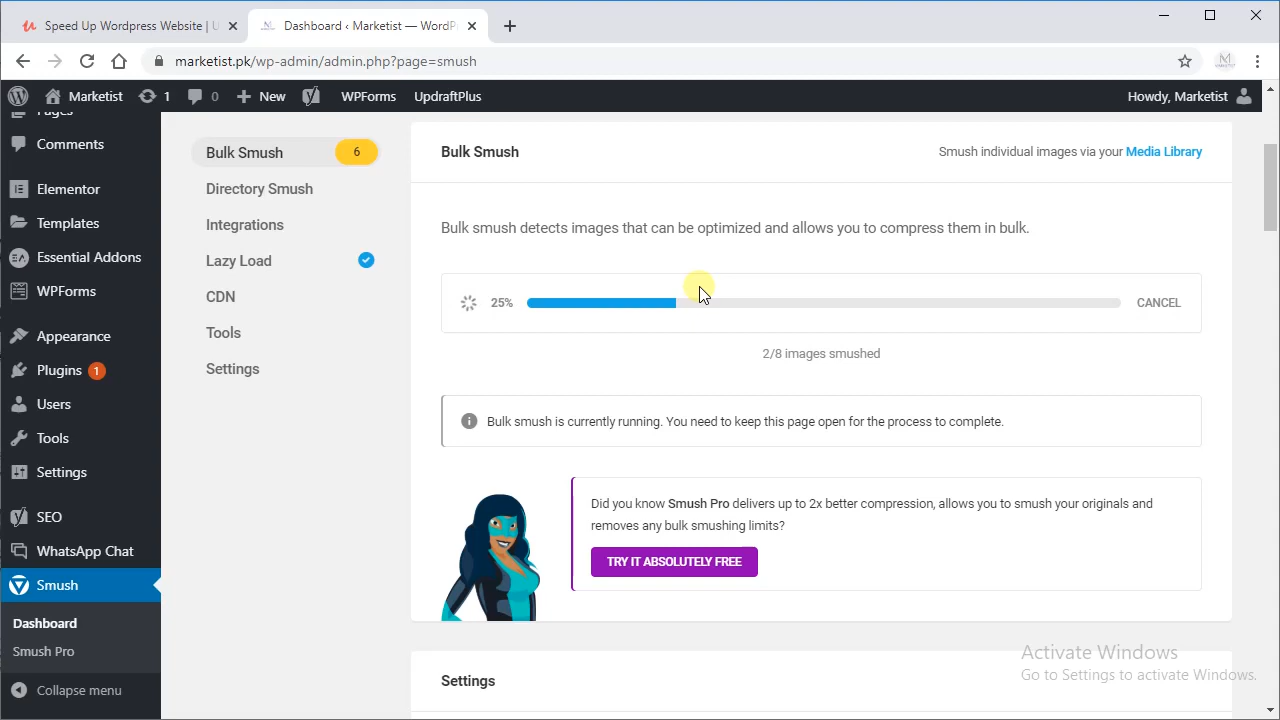 Speed Up Wordpress Website | U
Dashboard ‹ Marketist — WordP
marketist.pk/wp-admin/admin.php?page=smush
Marketist
1
0
New
WPForms
UpdraftPlus
Howdy, Marketist
Pages
Comments
Elementor
Templates
Essential Addons
WPForms
Appearance
Plugins 1
Users
Tools
Settings
SEO
WhatsApp Chat
Smush
Dashboard
Smush Pro
Collapse menu
Bulk Smush 6
Directory Smush
Integrations
Lazy Load
CDN
Tools
Settings
Bulk Smush
Smush individual images via your Media Library
Bulk smush detects images that can be optimized and allows you to compress them in bulk.
25%
CANCEL
2/8 images smushed
Bulk smush is currently running. You need to keep this page open for the process to complete.
Did you know Smush Pro delivers up to 2x better compression, allows you to smush your originals and
removes any bulk smushing limits?
TRY IT ABSOLUTELY FREE
Settings
Activate Windows
Go to Settings to activate Windows.